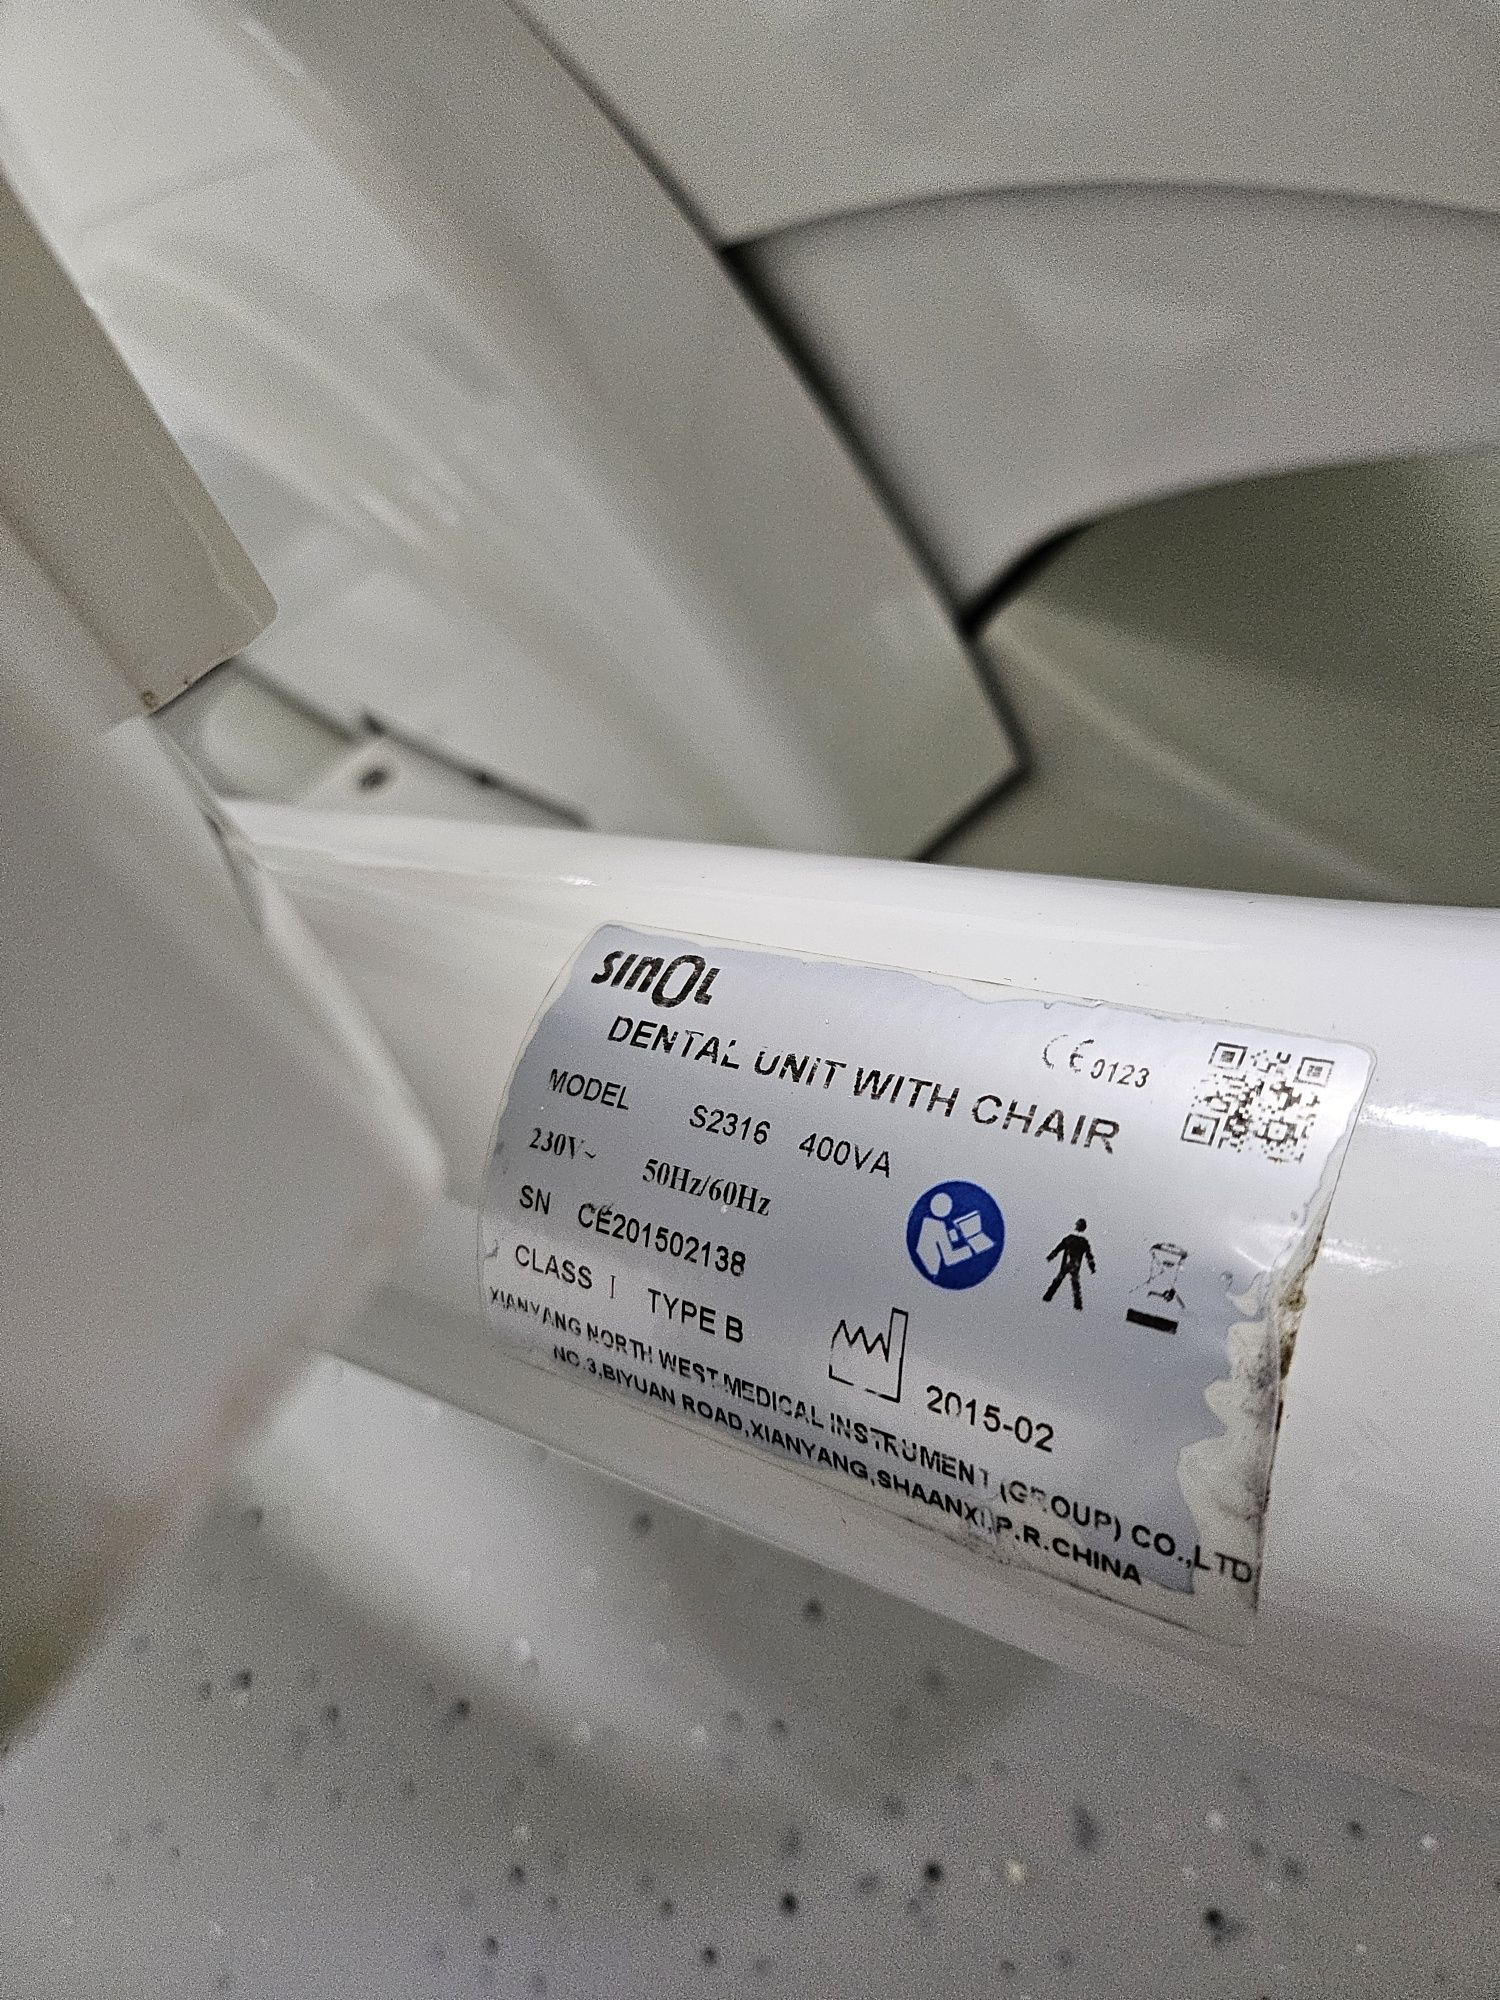 sinol
CE 0123
DENTAL UNIT WITH CHAIR
MODEL S2316 400VA
230V~ 50Hz/60Hz
SN CE201502138
CLASS I TYPE B
2015-02
XIANYANG NORTH WEST MEDICAL INSTRUMENT (GROUP) CO.,LTD
NO.3,BIYUAN ROAD,XIANYANG,SHAANXI,P.R.CHINA